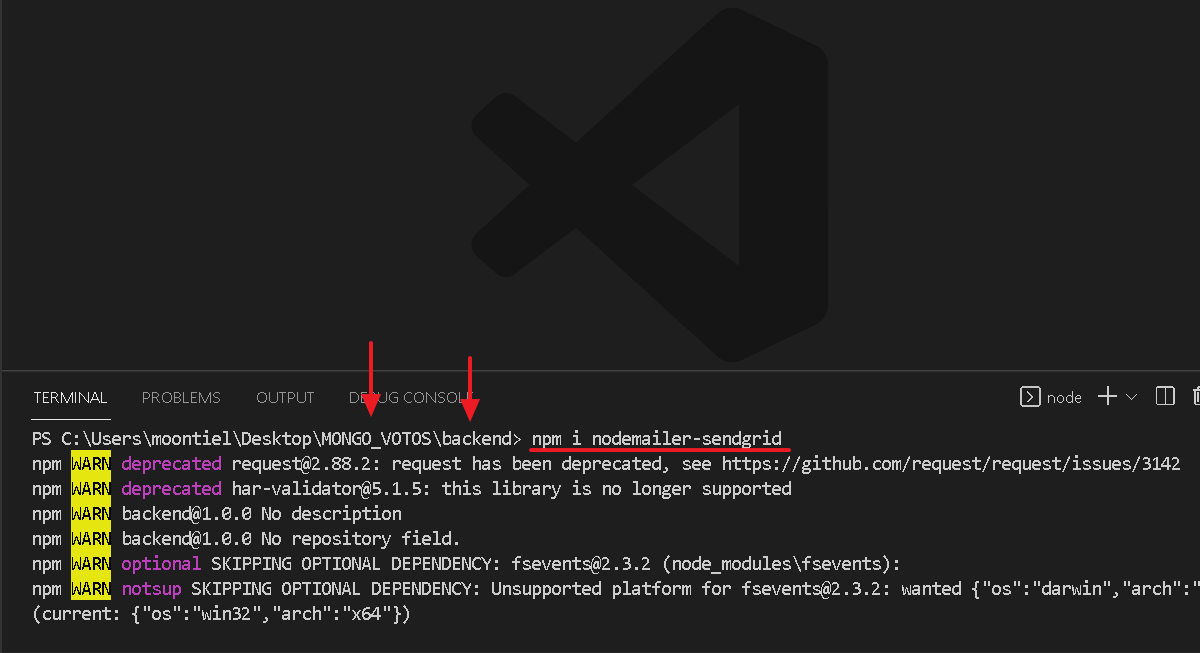 TERMINAL PROBLEMS OUTPUT DEBUG CONSOLE node
PS C:\Users\moontiel\Desktop\MONGO_VOTOS\backend> npm i nodemailer-sendgrid
npm WARN deprecated request@2.88.2: request has been deprecated, see https://github.com/request/request/issues/3142
npm WARN deprecated har-validator@5.1.5: this library is no longer supported
npm WARN backend@1.0.0 No description
npm WARN backend@1.0.0 No repository field.
npm WARN optional SKIPPING OPTIONAL DEPENDENCY: fsevents@2.3.2 (node_modules\fsevents):
npm WARN notsup SKIPPING OPTIONAL DEPENDENCY: Unsupported platform for fsevents@2.3.2: wanted {"os":"darwin","arch":"
(current: {"os":"win32","arch":"x64"})